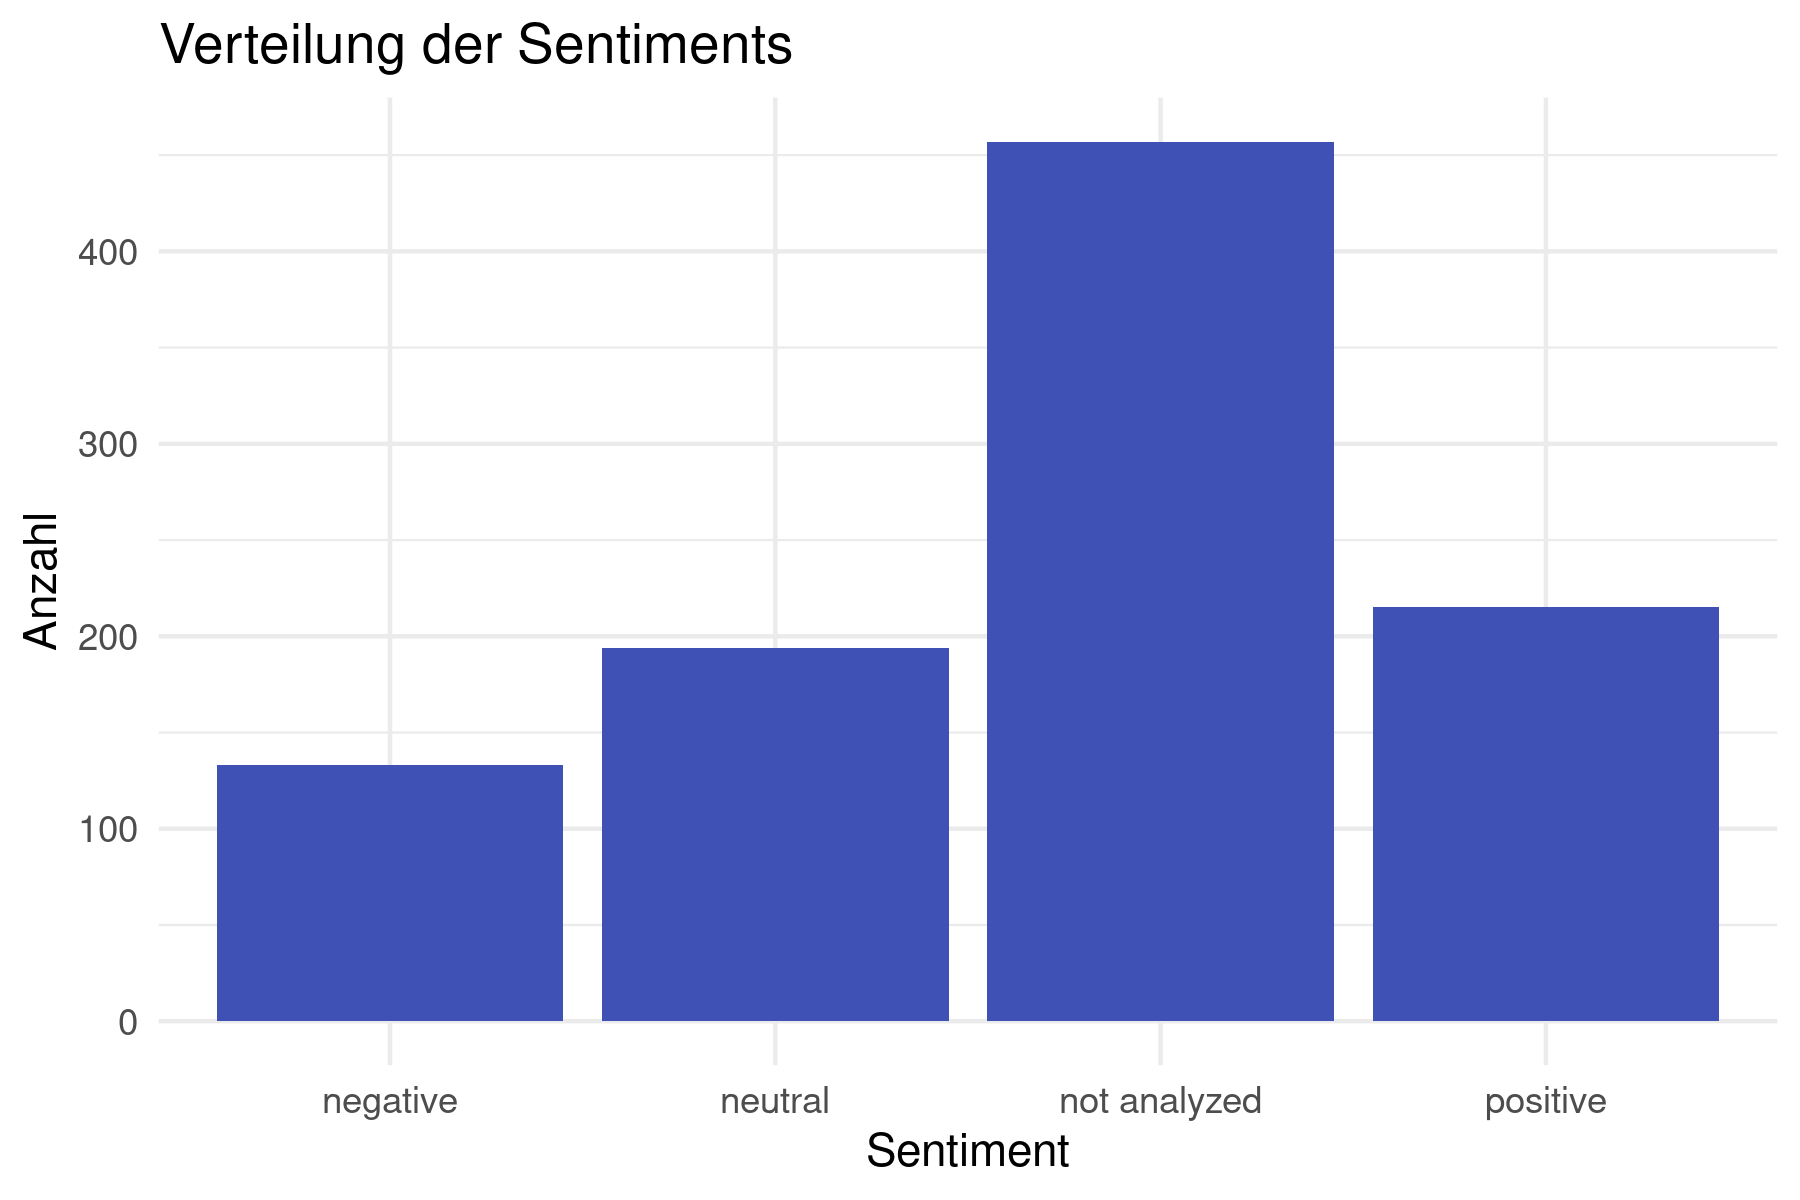 Verteilung der Sentiments
Anzahl
400
300
200
100
0
negative
neutral
not analyzed
positive
Sentiment